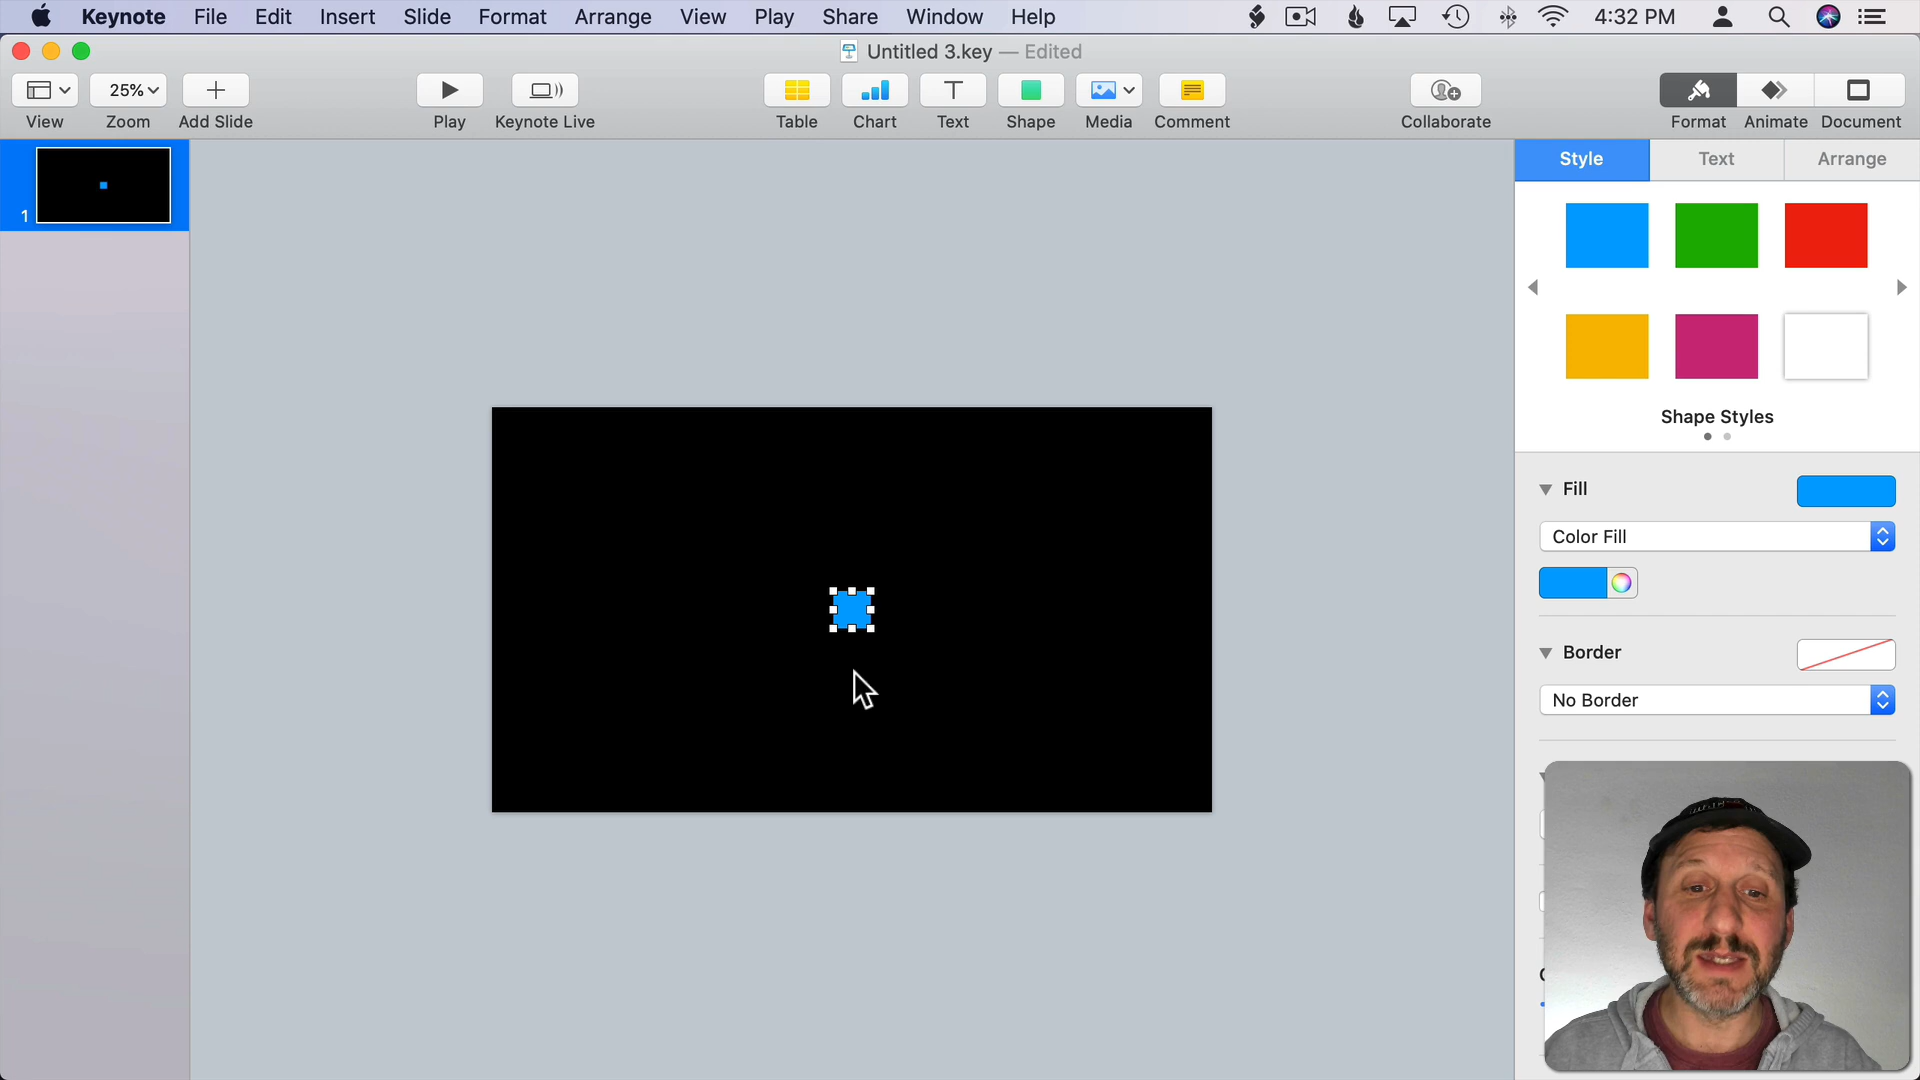 Keynote File Edit Insert Slide Format Arrange View Play Share Window Help 4:32 PM
Untitled 3.key — Edited
25%
View Zoom Add Slide Play Keynote Live Table Chart Text Shape Media Comment Collaborate Format Animate Document
Style Text Arrange
1
Shape Styles
Fill
Color Fill
Border
No Border